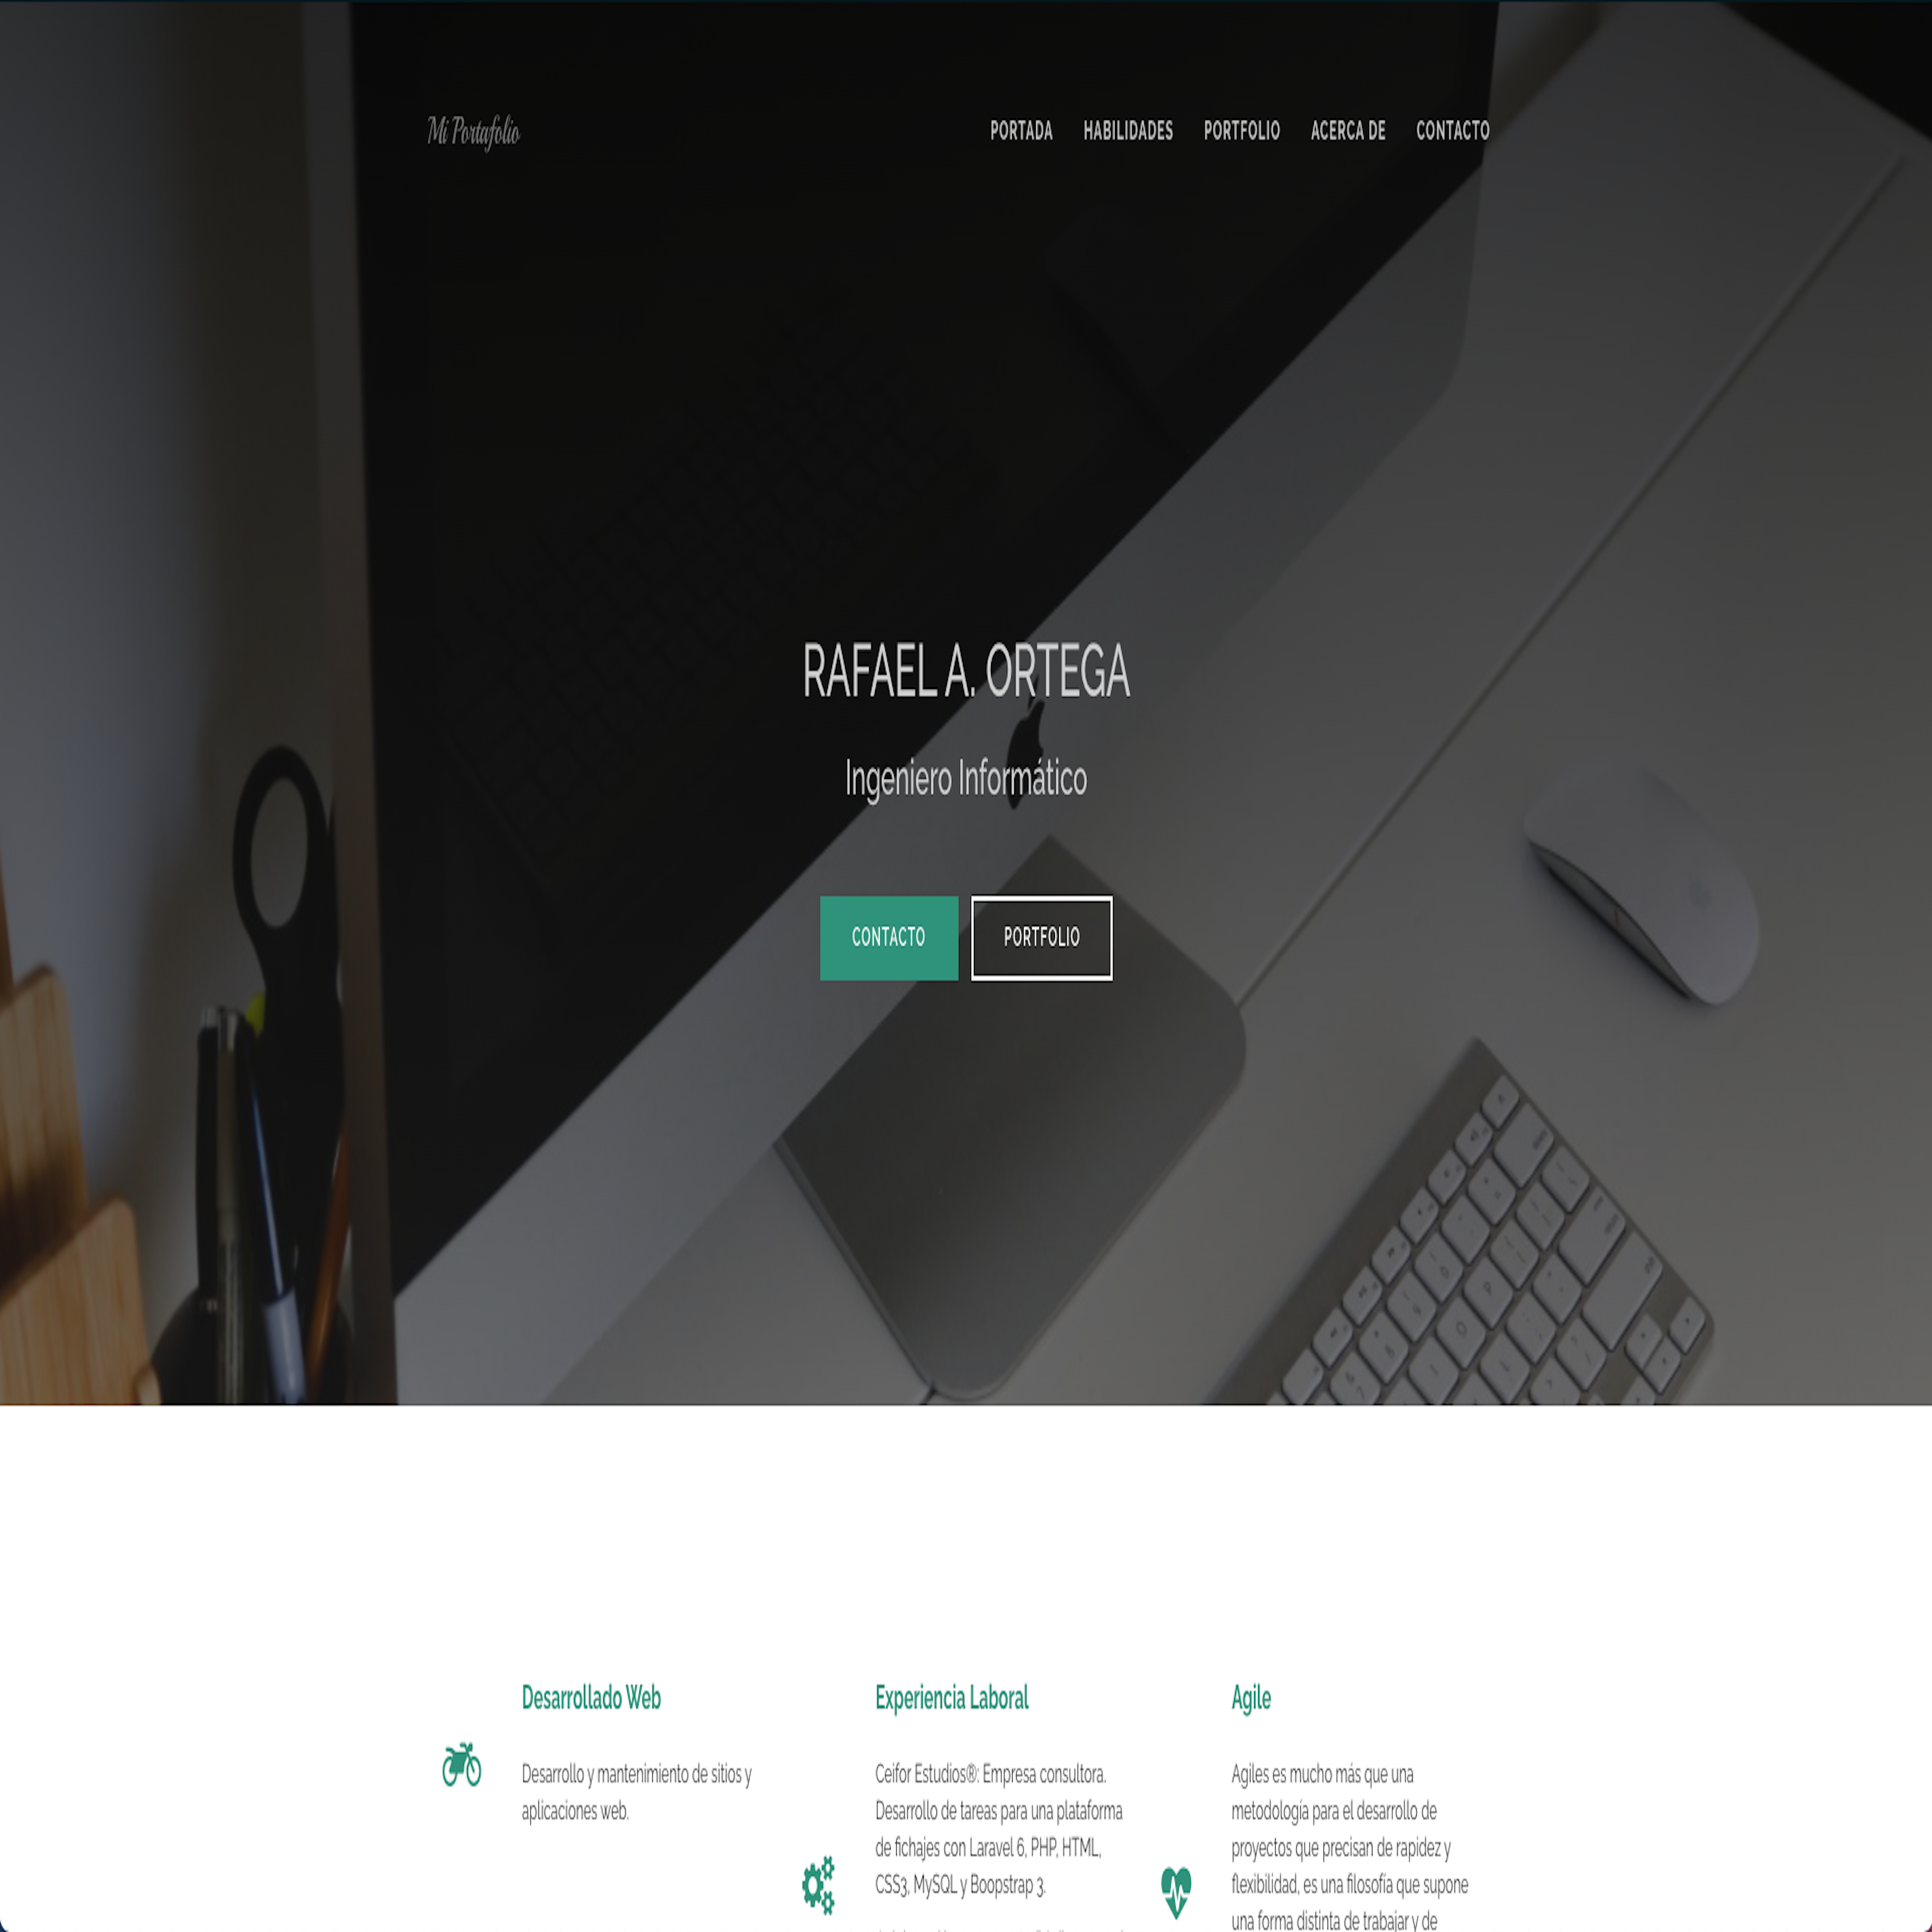 Mi Portafolio
PORTADA HABILIDADES PORTFOLIO ACERCA DE CONTACTO
RAFAEL A. ORTEGA
Ingeniero Informático
CONTACTO PORTFOLIO
Desarrollado Web
Desarrollo y mantenimiento de sitios y
aplicaciones web.
Experiencia Laboral
Ceifor Estudios®: Empresa consultora.
Desarrollo de tareas para una plataforma
de fichajes con Laravel 6, PHP, HTML,
CSS3, MySQL y Boopstrap 3.
Agile
Agiles es mucho más que una
metodología para el desarrollo de
proyectos que precisan de rapidez y
flexibilidad, es una filosofía que supone
una forma distinta de trabajar y de